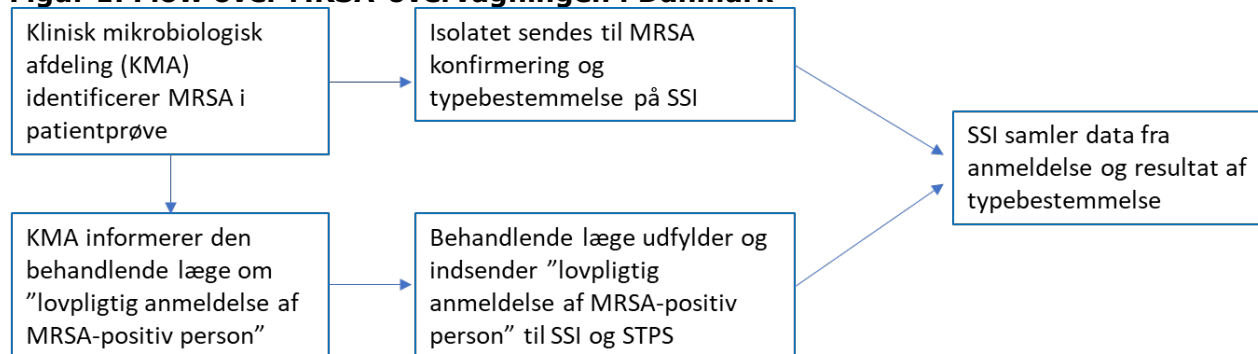 Klinisk mikrobiologisk
afdeling (KMA)
identificerer MRSA i
patientprøve
Isolatet sendes til MRSA
konfirmering og
typebestemmelse på SSI
SSI samler data fra
anmeldelse og resultat af
typebestemmelse
KMA informerer den
behandlende læge om
”lovpligtig anmeldelse af
MRSA-positiv person”
Behandlende læge udfylder og
indsender ”lovpligtig
anmeldelse af MRSA-positiv
person” til SSI og STPS